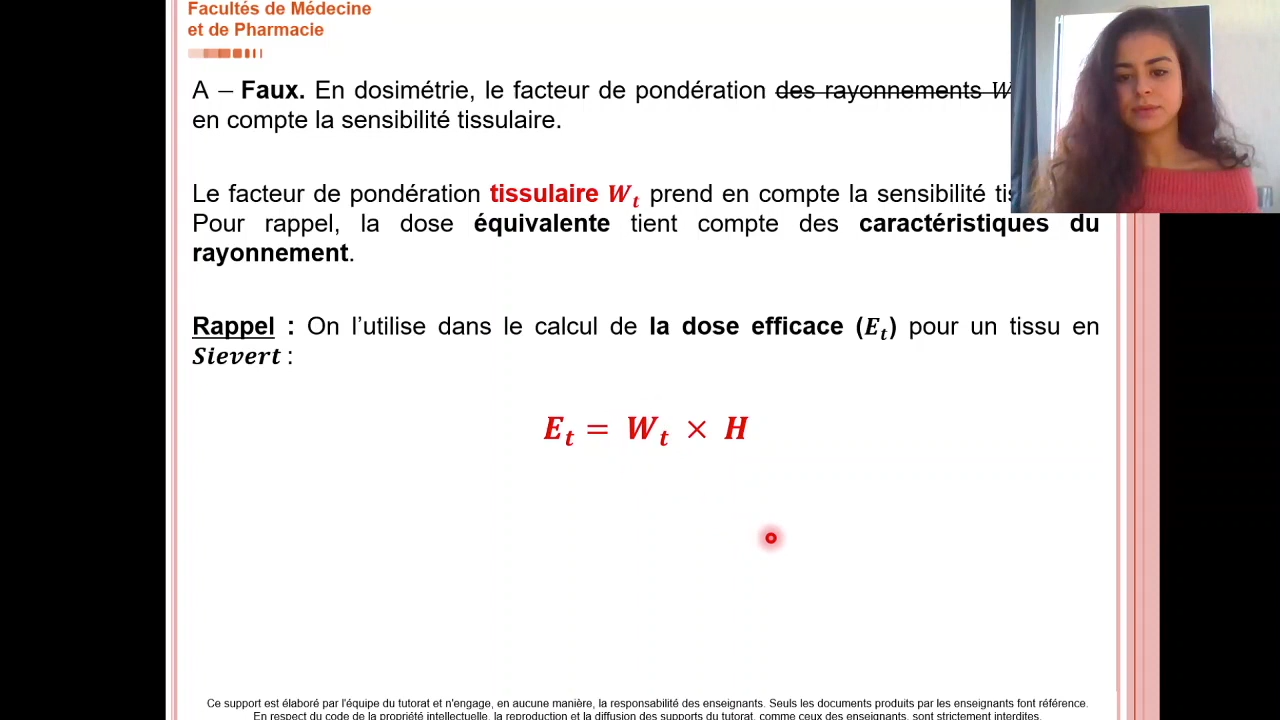 Facultés de Médecine
et de Pharmacie
A – Faux. En dosimétrie, le facteur de pondération des rayonnements W
en compte la sensibilité tissulaire.
Le facteur de pondération tissulaire Wt prend en compte la sensibilité
Pour rappel, la dose équivalente tient compte des caractéristiques du
rayonnement.
Rappel : On l’utilise dans le calcul de la dose efficace (Et) pour un tissu en
Sievert :
Et = Wt × H
Ce support est élaboré par l'équipe du tutorat et n'engage, en aucune manière, la responsabilité des enseignants. Seuls les documents produits par les enseignants font référence.
En respect du code de la propriété intellectuelle, la reproduction et la diffusion des supports du tutorat, comme ceux des enseignants, sont strictement interdites.